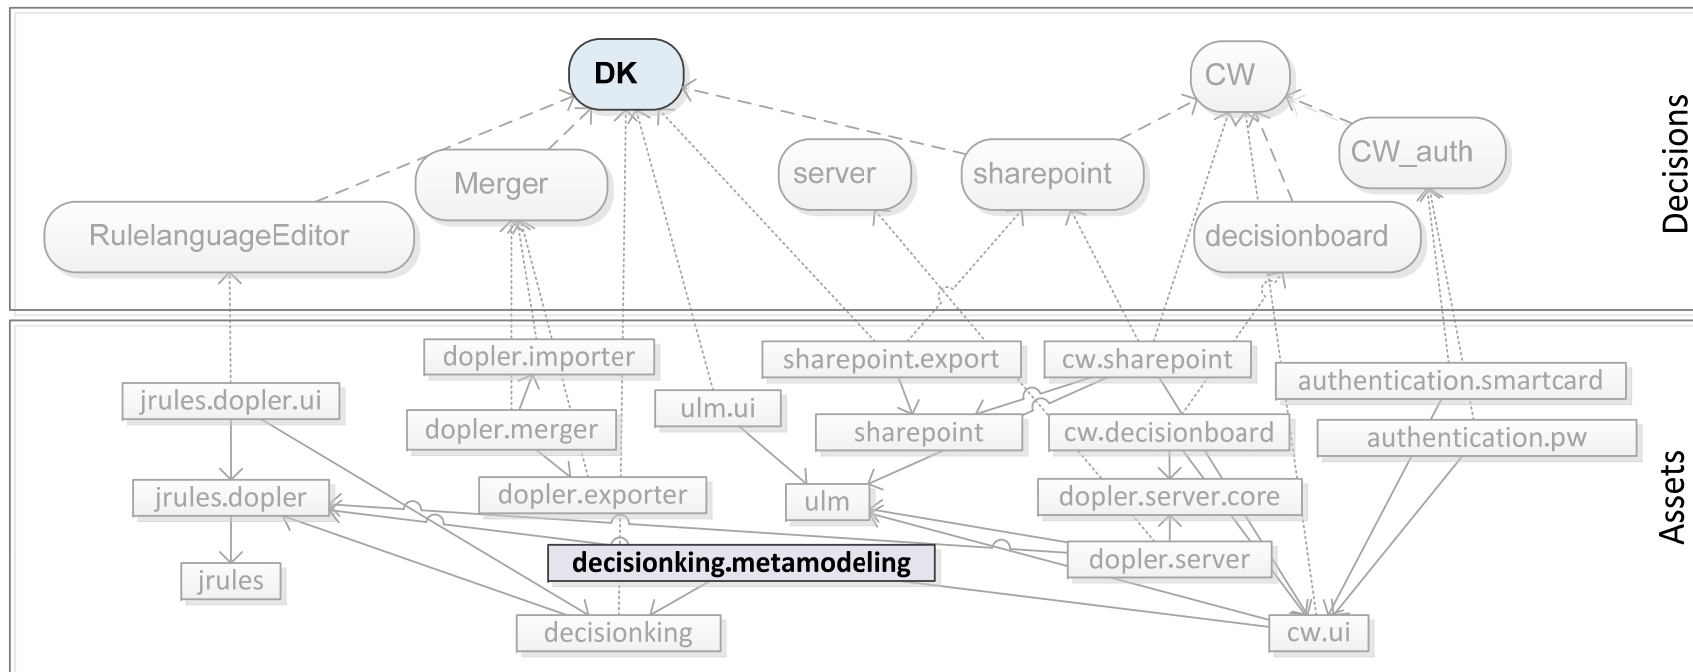 DK
CW
CW_auth
Merger
server
sharepoint
RulelanguageEditor
decisionboard
Decisions
dopler.importer
sharepoint.export
cw.sharepoint
authentication.smartcard
jrules.dopler.ui
ulm.ui
dopler.merger
sharepoint
cw.decisionboard
authentication.pw
jrules.dopler
dopler.exporter
ulm
dopler.server.core
decisionking.metamodeling
dopler.server
jrules
decisionking
cw.ui
Assets